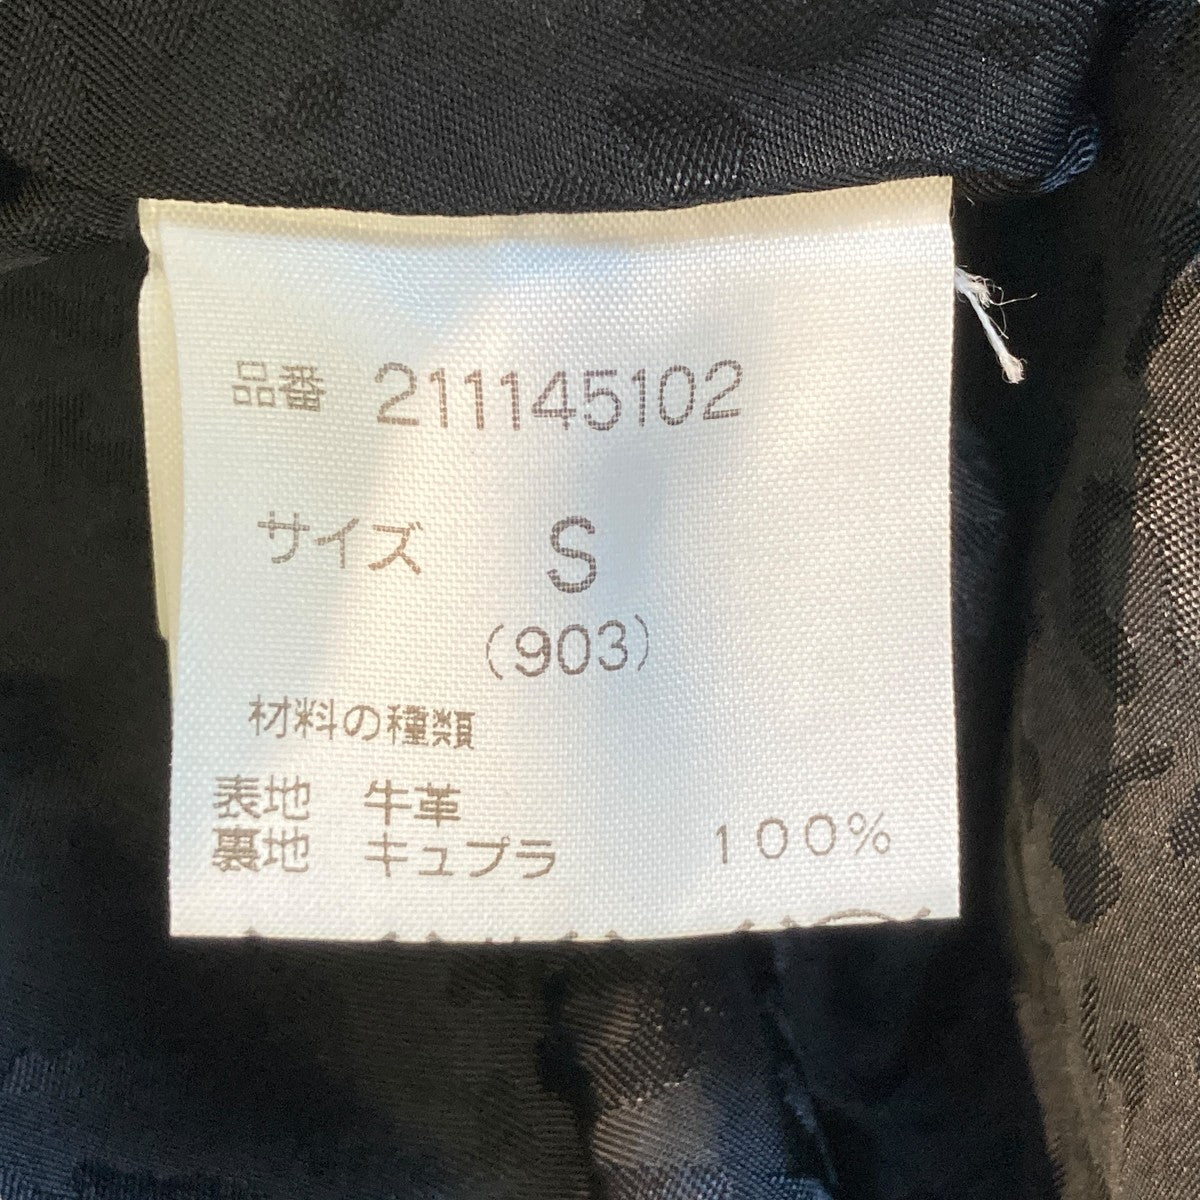 品番 211145102
サイズ S
(903)
材料の種類
表地 牛革
裏地 キュプラ 100%